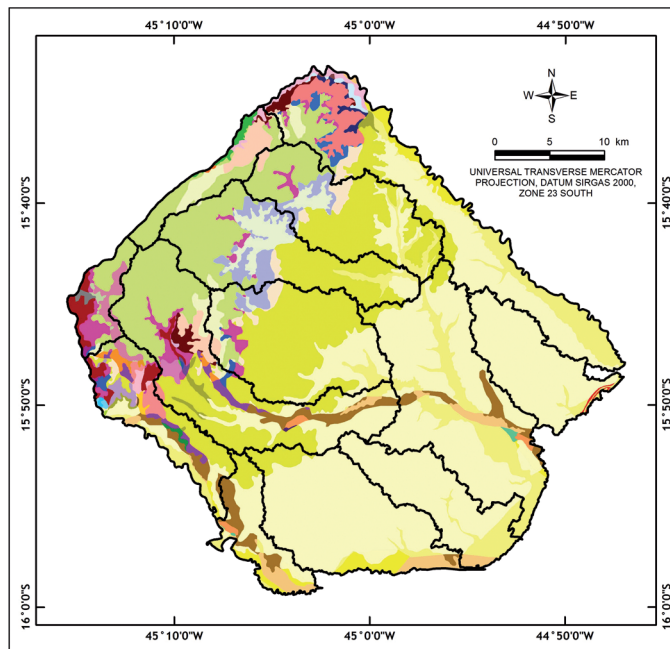 45°10'0"W 45°0'0"W 44°50'0"W
N
W E
S
0 5 10 km
UNIVERSAL TRANSVERSE MERCATOR
PROJECTION, DATUM SIRGAS 2000,
ZONE 23 SOUTH
15°40'0"S 15°40'0"S
15°50'0"S 15°50'0"S
16°0'0"S 16°0'0"S
45°10'0"W 45°0'0"W 44°50'0"W